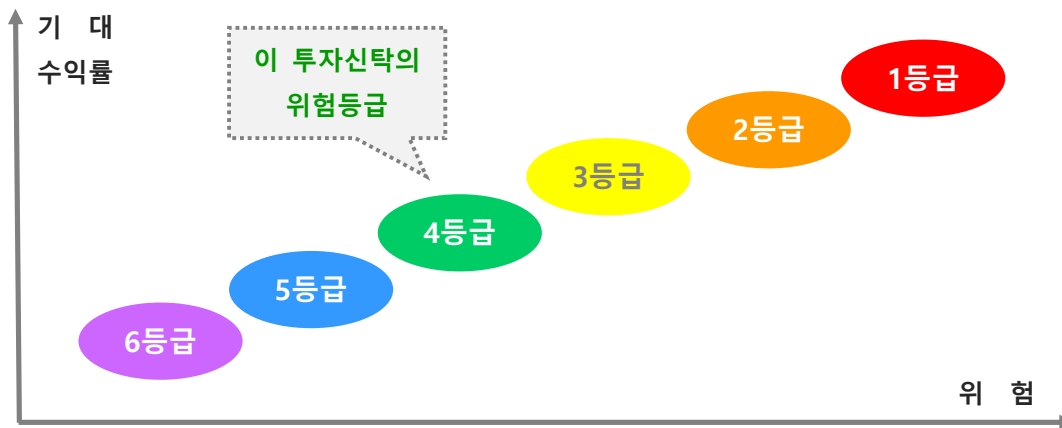 기 대
수익률
이 투자신탁의
위험등급
1등급
2등급
3등급
4등급
5등급
6등급
위 험